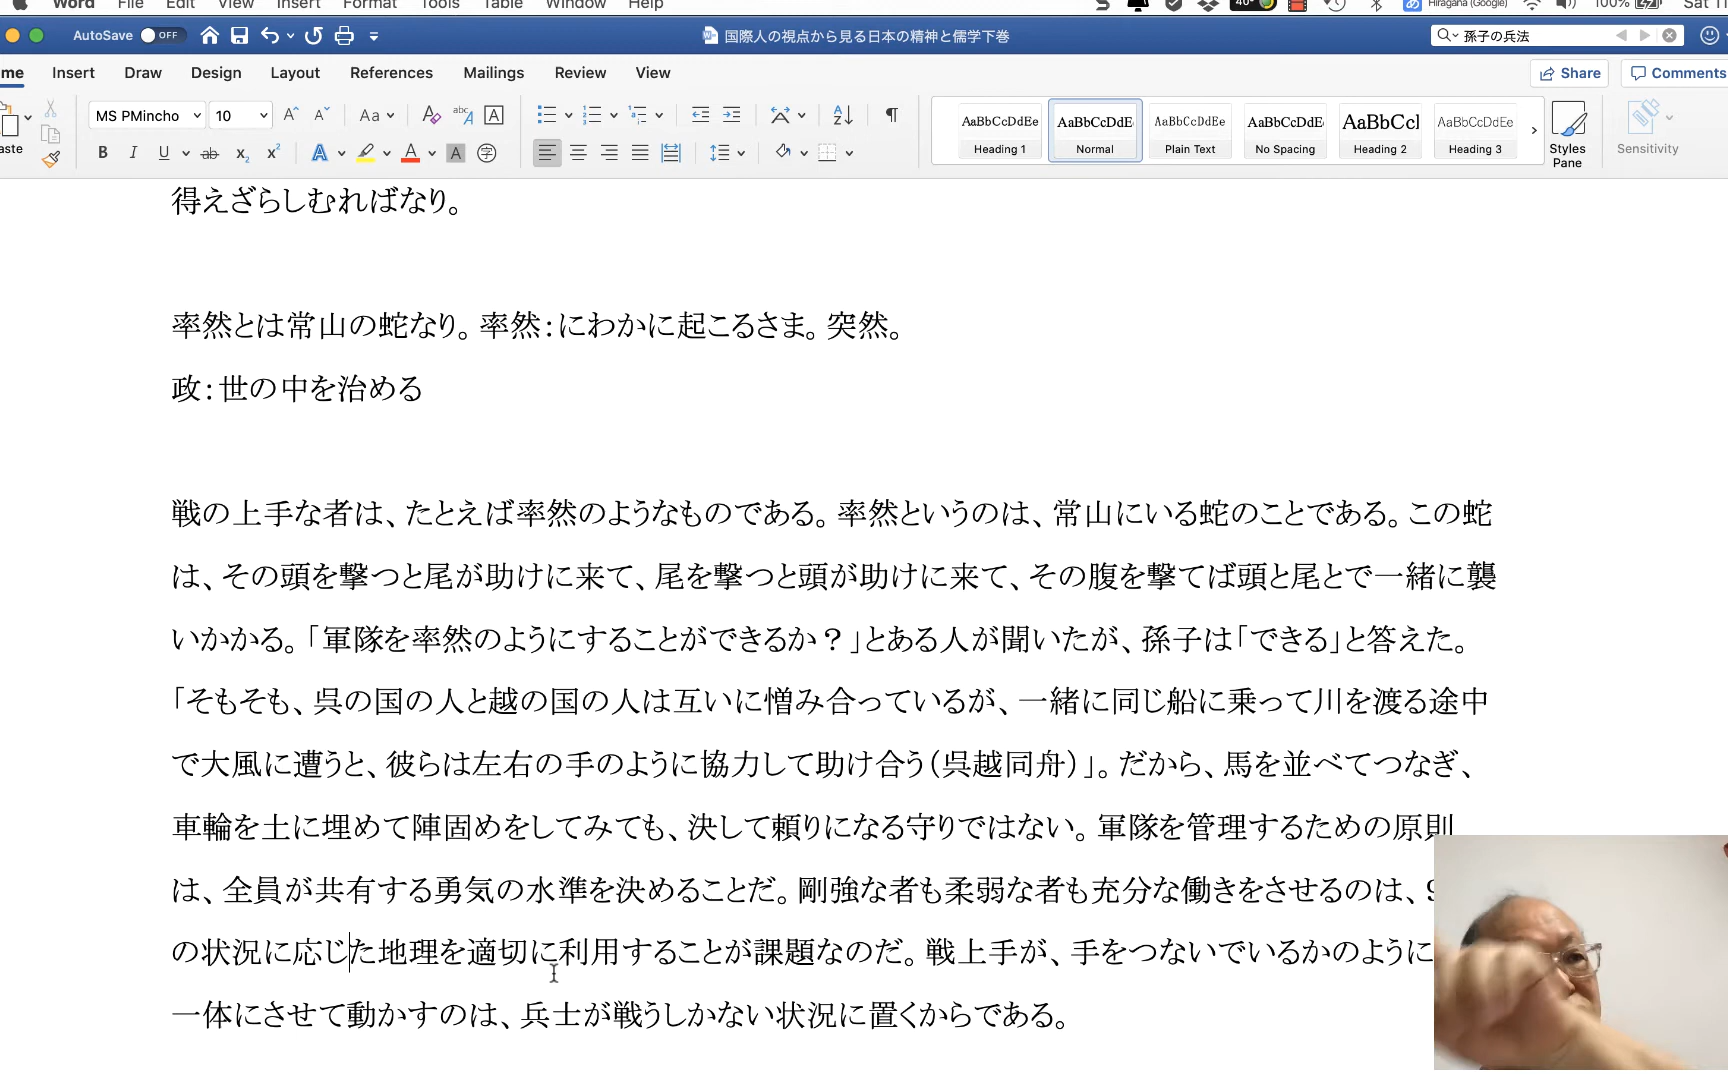 Word File Edit View Insert Format Tools Table Window Help 40° Hiragana (Google) 100% Sat
AutoSave OFF 国際人の視点から見る日本の精神と儒学下巻 孫子の兵法
Insert Draw Design Layout References Mailings Review View Share Comments
MS PMincho 10 Aa abc A A AaBbCcDdEe AaBbCcDdE AaBbCcDdEe AaBbCcDdE AaBbCcI AaBbCcDdEe
B I U ab X₂ X² A A A 字 Heading 1 Normal Plain Text No Spacing Heading 2 Heading 3 Styles Pane Sensitivity
得えざらしむればなり。
率然とは常山の蛇なり。率然：にわかに起こるさま。突然。
政：世の中を治める
戦の上手な者は、たとえば率然のようなものである。率然というのは、常山にいる蛇のことである。この蛇
は、その頭を撃つと尾が助けに来て、尾を撃つと頭が助けに来て、その腹を撃てば頭と尾とで一緒に襲
いかかる。「軍隊を率然のようにすることができるか？」とある人が聞いたが、孫子は「できる」と答えた。
「そもそも、呉の国の人と越の国の人は互いに憎み合っているが、一緒に同じ船に乗って川を渡る途中
で大風に遭うと、彼らは左右の手のように協力して助け合う（呉越同舟）」。だから、馬を並べてつなぎ、
車輪を土に埋めて陣固めをしてみても、決して頼りになる守りではない。軍隊を管理するための原則
は、全員が共有する勇気の水準を決めることだ。剛強な者も柔弱な者も充分な働きをさせるのは、
の状況に応じた地理を適切に利用することが課題なのだ。戦上手が、手をつないでいるかのように
一体にさせて動かすのは、兵士が戦うしかない状況に置くからである。